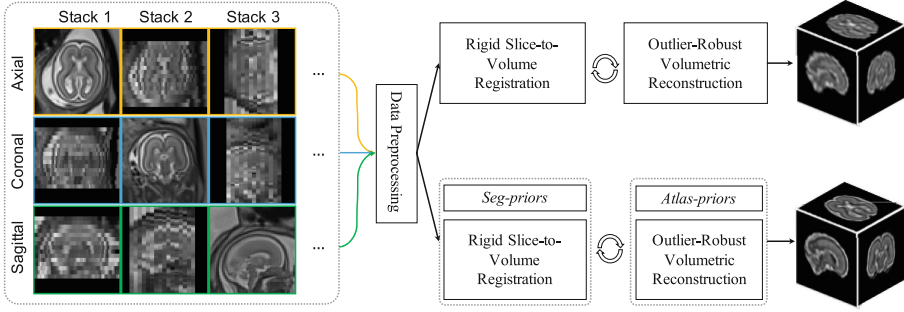 Stack 1 Stack 2 Stack 3
Axial
Coronal
Sagittal
...
...
...
Data Preprocessing
Rigid Slice-to-
Volume
Registration
Outlier-Robust
Volumetric
Reconstruction
Seg-priors
Rigid Slice-to-
Volume
Registration
Atlas-priors
Outlier-Robust
Volumetric
Reconstruction